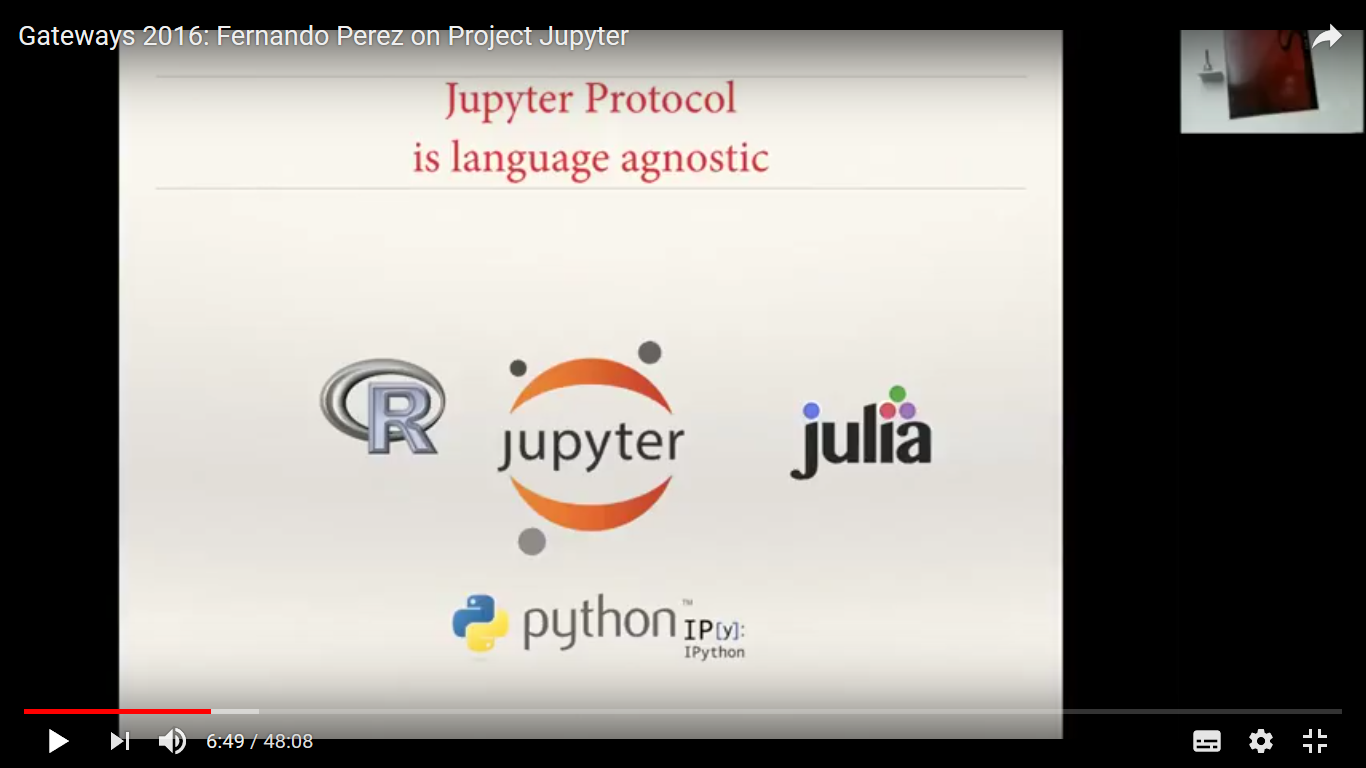 Gateways 2016: Fernando Perez on Project Jupyter
Jupyter Protocol
is language agnostic
R
jupyter
julia
python™
IP[y]:
IPython
6:49 / 48:08